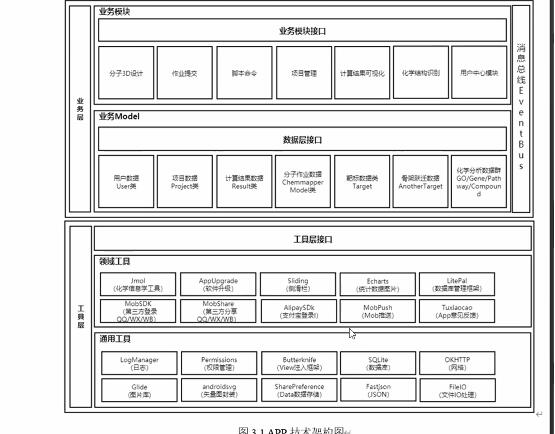 业务模块
业务模块接口
分子3D设计
作业提交
脚本命令
项目管理
计算结果可视化
化学结构识别
用户中心模块
业务层
消息总线EventBus
业务Model
数据层接口
用户数据
User类
项目数据
Project类
计算结果数据
Result类
分子作业数据
Chemmapper
Model类
靶标数据类
Target
骨架跃迁数据
AnotherTarget
化学分析数据群
GO/Gene/Path
way/Compoun
d
工具层
工具层接口
领域工具
Jmol
(化学信息学工具)
AppUpgrade
(软件升级)
Sliding
(侧滑栏)
Echarts
(统计数据图片)
LitePal
(数据库管理框架)
MobSDK
(第三方登录
QQ/WX/WB)
MobShare
(第三方分享
QQ/WX/WB)
AlipaySDk
(支付宝登录)
MobPush
(Mob推送)
Tuxiaocao
(App意见反馈)
通用工具
LogManager
(日志)
Permissions
(权限管理)
Butterknife
(View注入框架)
SQLite
(数据库)
OKHTTP
(网络)
Glide
(图片库)
androidsvg
(矢量图封装)
SharePreference
(Data数据存储)
Fastjson
(JSON)
FileIO
(文件IO处理)
图 3.1 APP 技术架构图